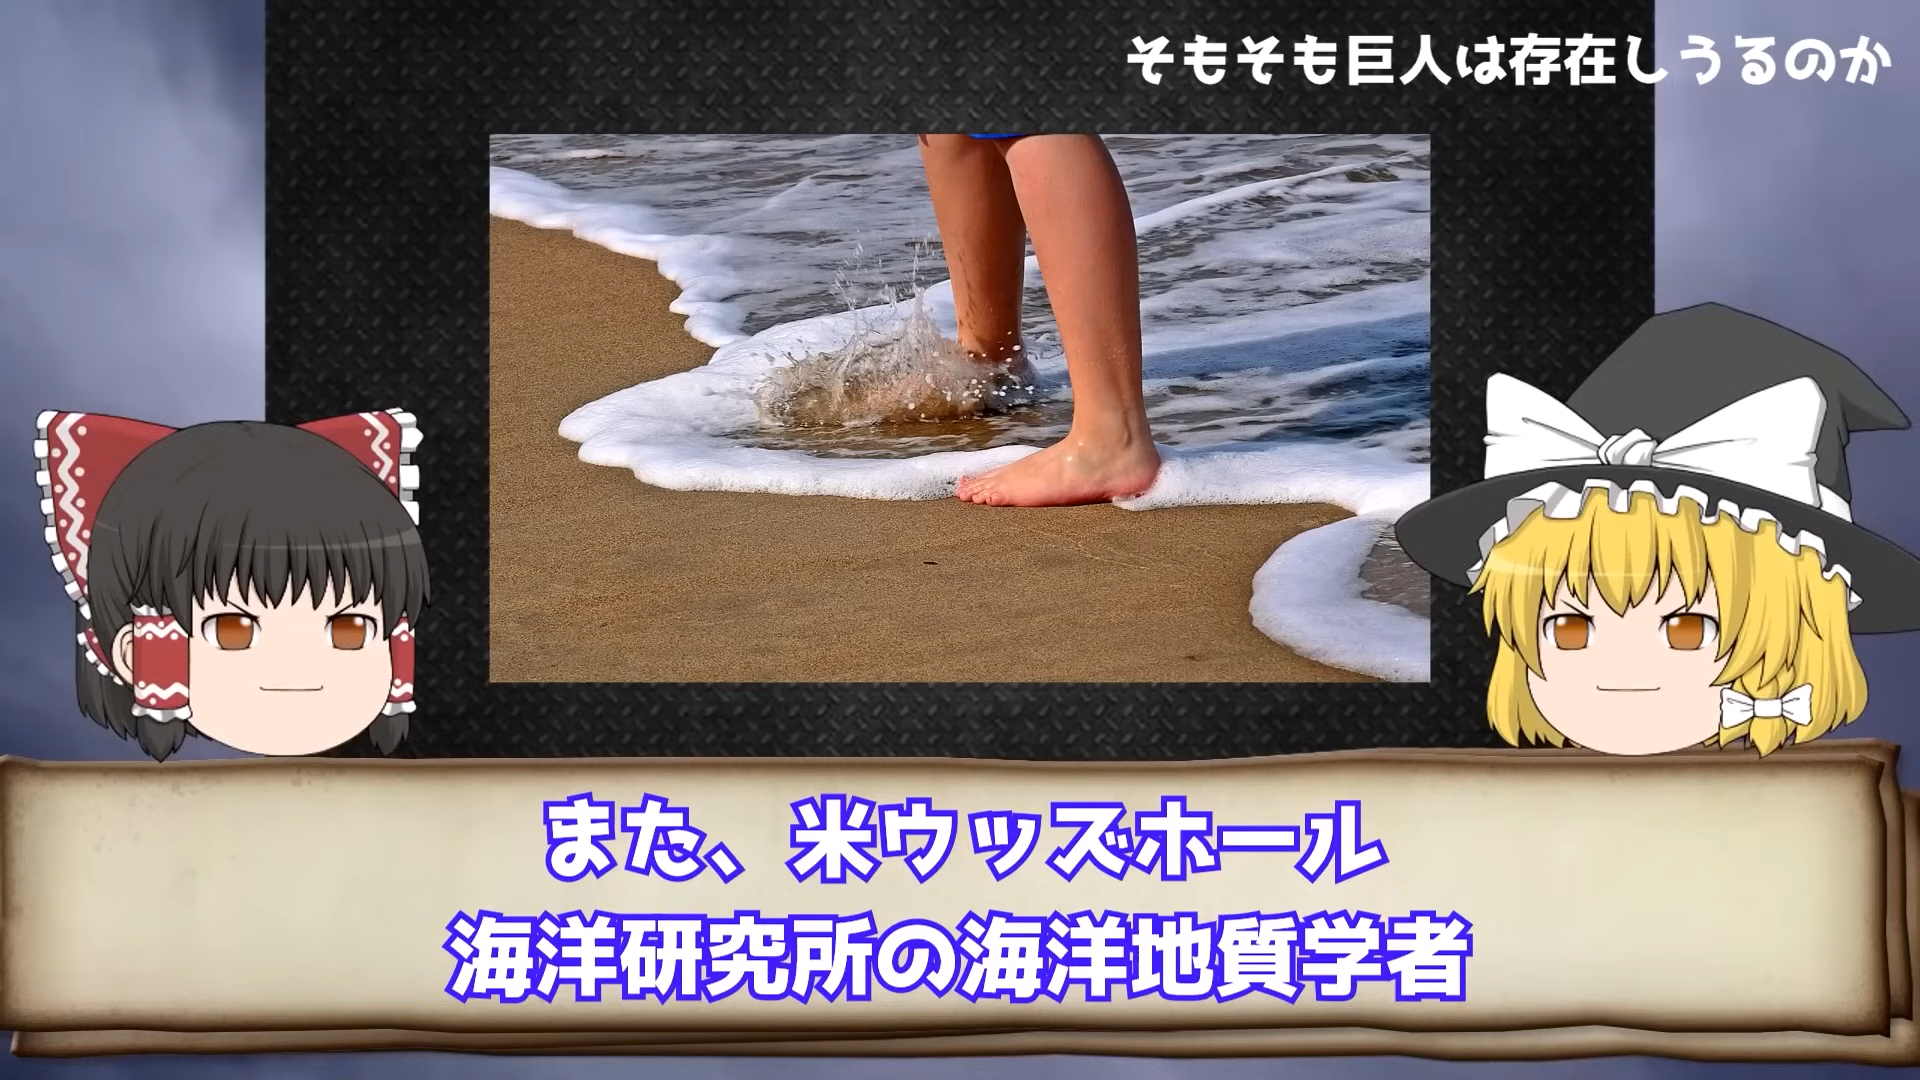 そもそも巨人は存在しうるのか
また、米ウッズホール
海洋研究所の海洋地質学者